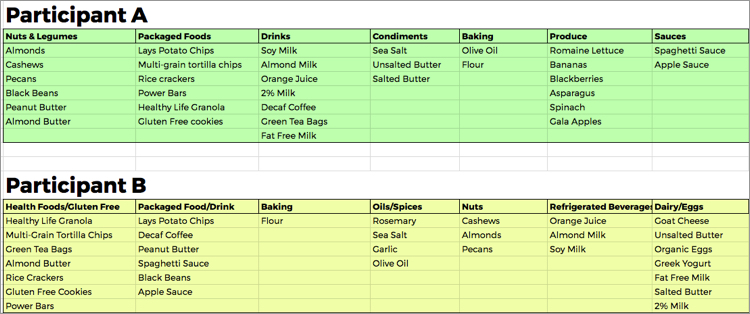 Participant A
Nuts & Legumes Packaged Foods Drinks Condiments Baking Produce Sauces
Almonds Lays Potato Chips Soy Milk Sea Salt Olive Oil Romaine Lettuce Spaghetti Sauce
Cashews Multi-grain tortilla chips Almond Milk Unsalted Butter Flour Bananas Apple Sauce
Pecans Rice crackers Orange Juice Salted Butter Blackberries
Black Beans Power Bars 2% Milk Asparagus
Peanut Butter Healthy Life Granola Decaf Coffee Spinach
Almond Butter Gluten Free cookies Green Tea Bags Gala Apples
Fat Free Milk
Participant B
Health Foods/Gluten Free Packaged Food/Drink Baking Oils/Spices Nuts Refrigerated Beverages Dairy/Eggs
Healthy Life Granola Lays Potato Chips Flour Rosemary Cashews Orange Juice Goat Cheese
Multi-Grain Tortilla Chips Decaf Coffee Sea Salt Almonds Almond Milk Unsalted Butter
Green Tea Bags Peanut Butter Garlic Pecans Soy Milk Organic Eggs
Almond Butter Spaghetti Sauce Olive Oil Greek Yogurt
Rice Crackers Black Beans Fat Free Milk
Gluten Free Cookies Apple Sauce Salted Butter
Power Bars 2% Milk